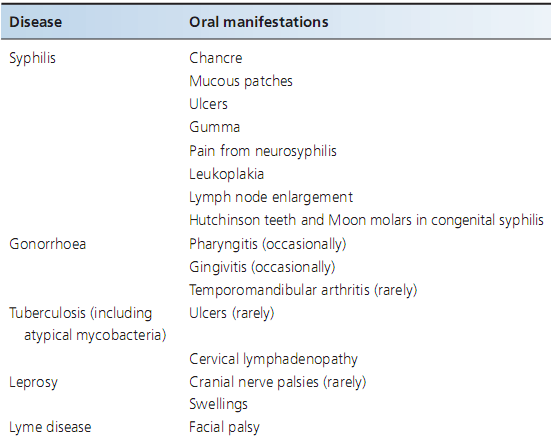 Disease Oral manifestations
Syphilis Chancre
Mucous patches
Ulcers
Gumma
Pain from neurosyphilis
Leukoplakia
Lymph node enlargement
Hutchinson teeth and Moon molars in congenital syphilis
Gonorrhoea Pharyngitis (occasionally)
Gingivitis (occasionally)
Temporomandibular arthritis (rarely)
Tuberculosis (including Ulcers (rarely)
atypical mycobacteria)
Cervical lymphadenopathy
Leprosy Cranial nerve palsies (rarely)
Swellings
Lyme disease Facial palsy